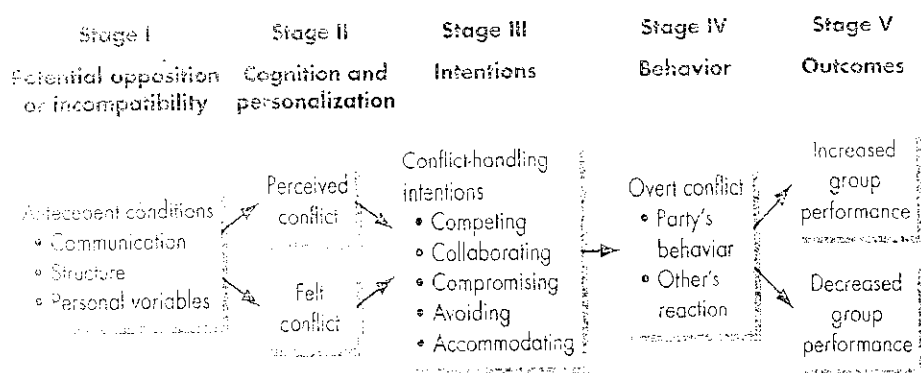 Stage I
Potential opposition
or incompatibility
Antecedent conditions
• Communication
• Structure
• Personal variables
Stage II
Cognition and
personalization
Perceived
conflict
Felt
conflict
Stage III
Intentions
Conflict-handling
intentions
• Competing
• Collaborating
• Compromising
• Avoiding
• Accommodating
Stage IV
Behavior
Overt conflict
• Party's
behavior
• Other's
reaction
Stage V
Outcomes
Increased
group
performance
Decreased
group
performance